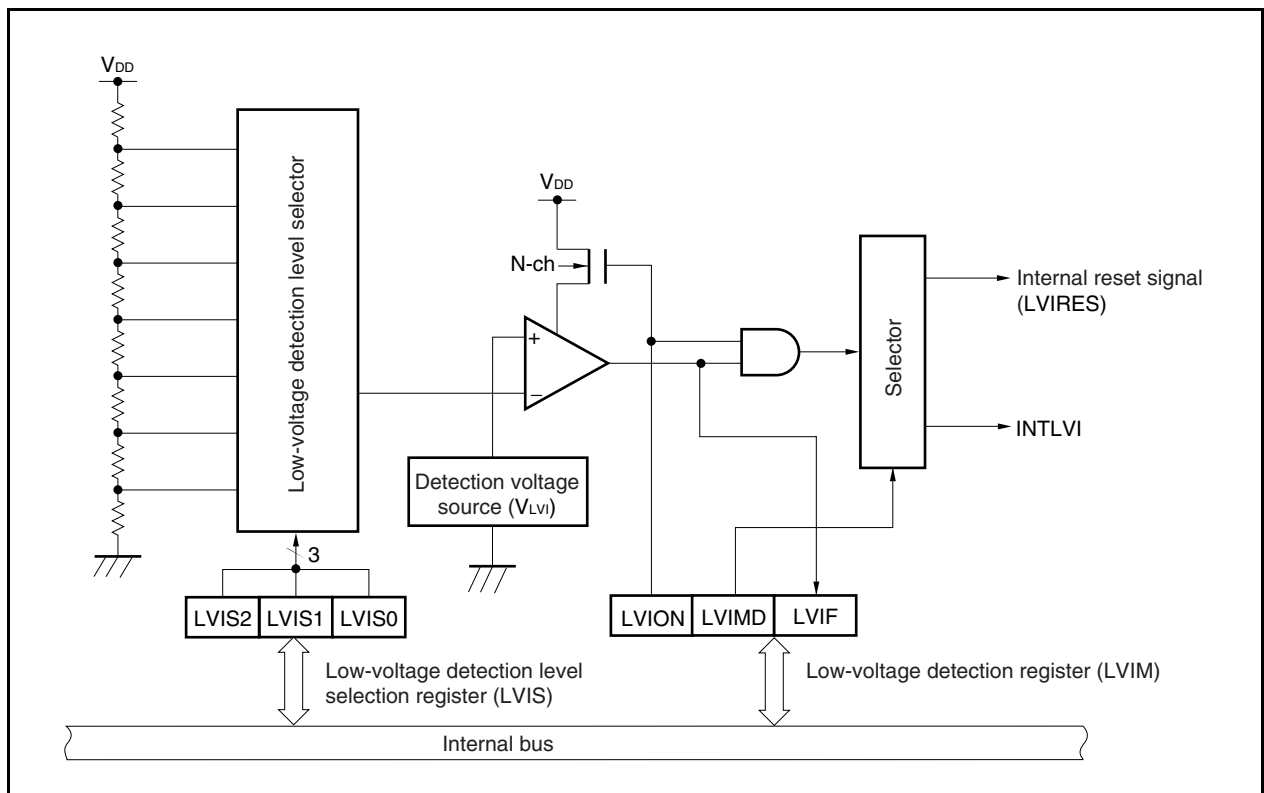 VDD
Low-voltage detection level selector
VDD
N-ch
+
−
Detection voltage
source (VLVI)
Selector
Internal reset signal
(LVIRES)
INTLVI
3
LVIS2 LVIS1 LVIS0
LVION LVIMD LVIF
Low-voltage detection level
selection register (LVIS)
Low-voltage detection register (LVIM)
Internal bus